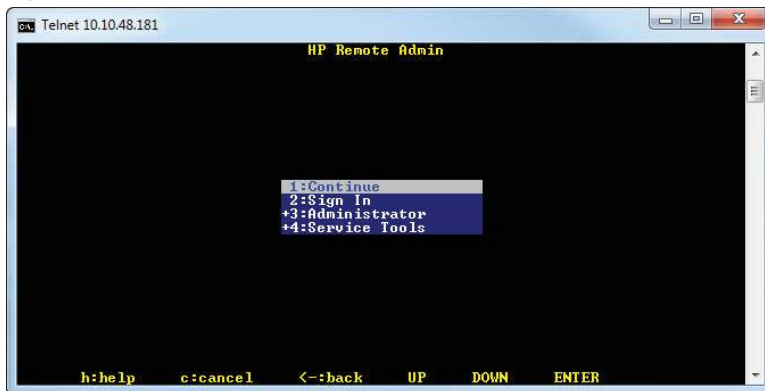 Telnet 10.10.48.181
HP Remote Admin
1:Continue
2:Sign In
+3:Administrator
+4:Service Tools
h:help c:cancel <-:back UP DOWN ENTER